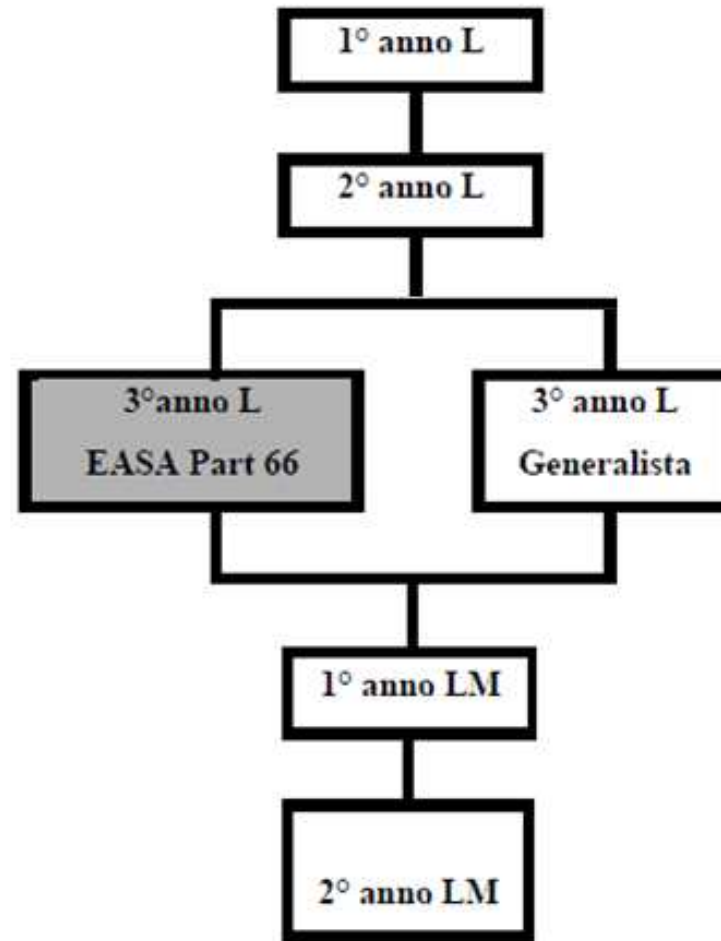 1° anno L
2° anno L
3°anno L
EASA Part 66
3° anno L
Generalista
1° anno LM
2° anno LM